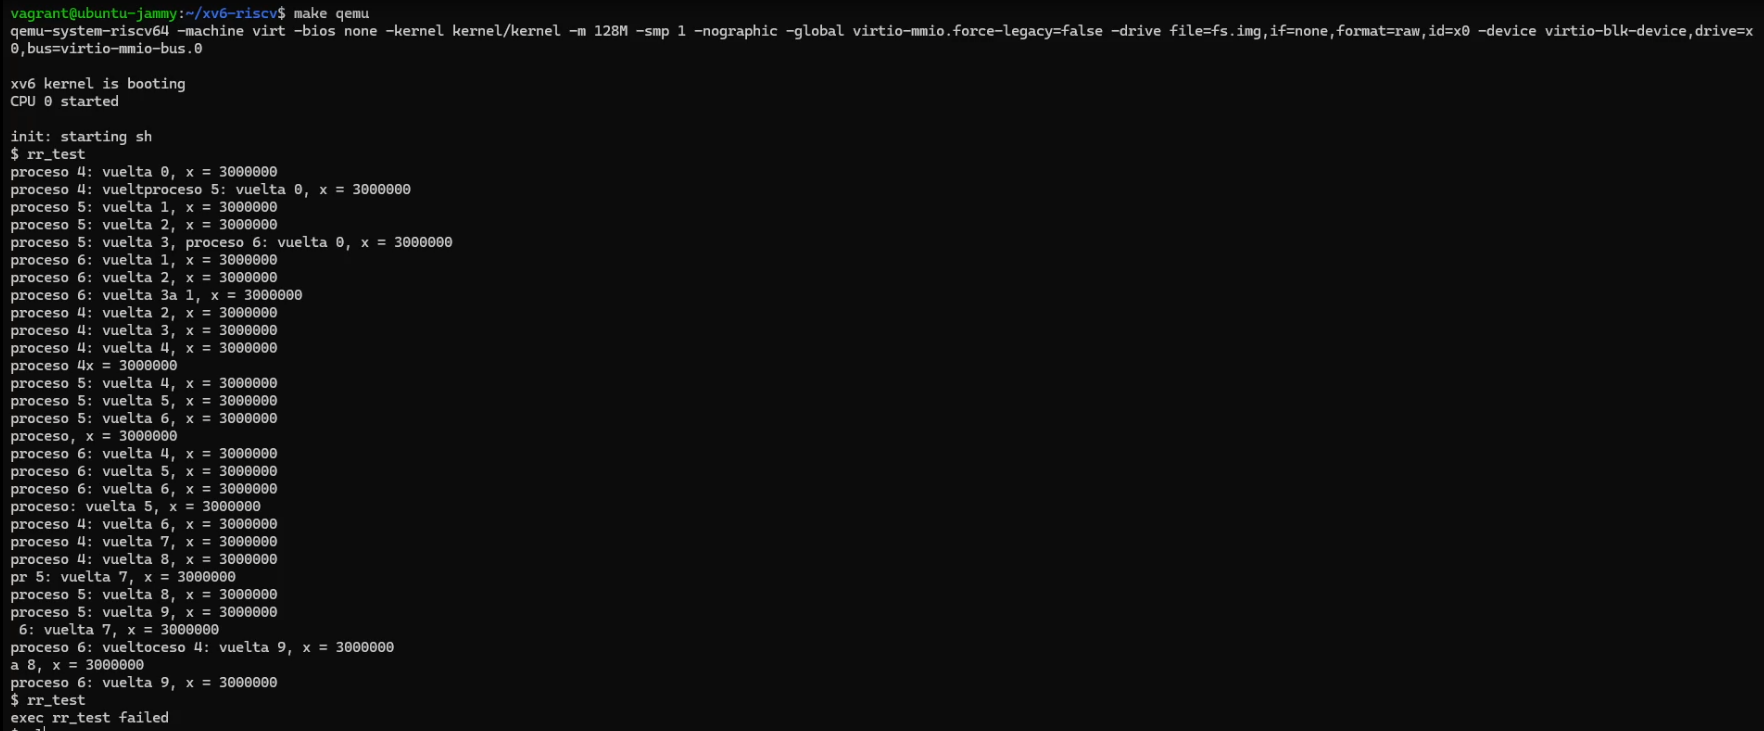 vagrant@ubuntu-jammy:~/xv6-riscv$ make qemu
qemu-system-riscv64 -machine virt -bios none -kernel kernel/kernel -m 128M -smp 1 -nographic -global virtio-mmio.force-legacy=false -drive file=fs.img,if=none,format=raw,id=x0 -device virtio-blk-device,drive=x
0,bus=virtio-mmio-bus.0
xv6 kernel is booting
CPU 0 started
init: starting sh
$ rr_test
proceso 4: vuelta 0, x = 3000000
proceso 4: vueltproceso 5: vuelta 0, x = 3000000
proceso 5: vuelta 1, x = 3000000
proceso 5: vuelta 2, x = 3000000
proceso 5: vuelta 3, proceso 6: vuelta 0, x = 3000000
proceso 6: vuelta 1, x = 3000000
proceso 6: vuelta 2, x = 3000000
proceso 6: vuelta 3a 1, x = 3000000
proceso 4: vuelta 2, x = 3000000
proceso 4: vuelta 3, x = 3000000
proceso 4: vuelta 4, x = 3000000
proceso 4x = 3000000
proceso 5: vuelta 4, x = 3000000
proceso 5: vuelta 5, x = 3000000
proceso 5: vuelta 6, x = 3000000
proceso, x = 3000000
proceso 6: vuelta 4, x = 3000000
proceso 6: vuelta 5, x = 3000000
proceso 6: vuelta 6, x = 3000000
proceso: vuelta 5, x = 3000000
proceso 4: vuelta 6, x = 3000000
proceso 4: vuelta 7, x = 3000000
proceso 4: vuelta 8, x = 3000000
pr 5: vuelta 7, x = 3000000
proceso 5: vuelta 8, x = 3000000
proceso 5: vuelta 9, x = 3000000
 6: vuelta 7, x = 3000000
proceso 6: vueltoceso 4: vuelta 9, x = 3000000
a 8, x = 3000000
proceso 6: vuelta 9, x = 3000000
$ rr_test
exec rr_test failed